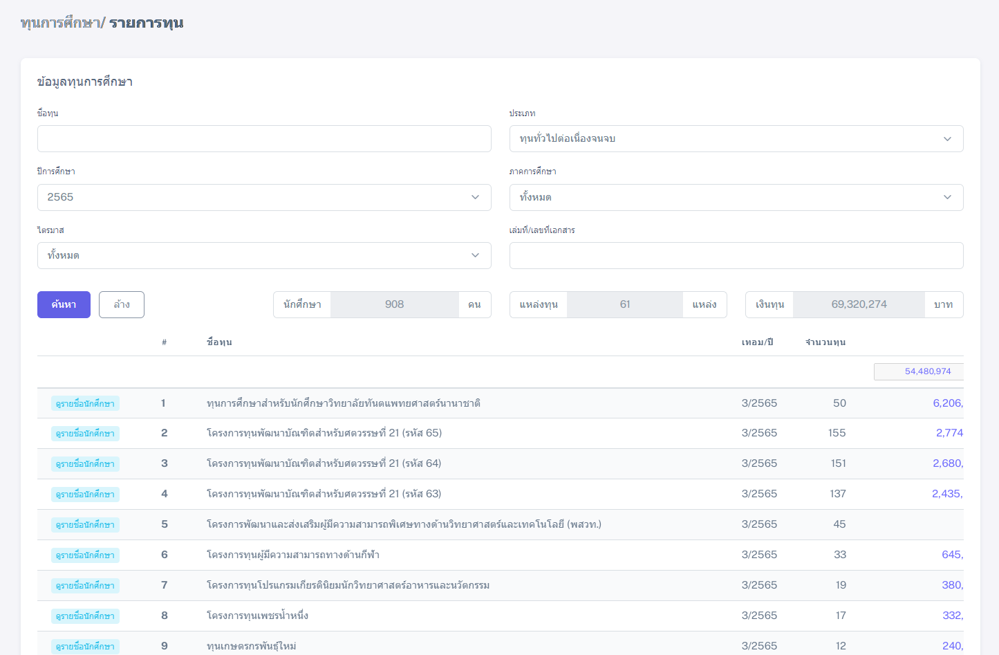 ทุนการศึกษา/ รายการทุน
ข้อมูลทุนการศึกษา
ชื่อทุน ประเภท
ทุนทั่วไปต่อเนื่องจนจบ
ปีการศึกษา ภาคการศึกษา
2565 ทั้งหมด
ไตรมาส เล่มที่/เลขที่เอกสาร
ทั้งหมด
ค้นหา ล้าง นักศึกษา 908 คน แหล่งทุน 61 แหล่ง เงินทุน 69,320,274 บาท
# ชื่อทุน เทอม/ปี จำนวนทุน
54,480,974
ดูรายชื่อนักศึกษา 1 ทุนการศึกษาสำหรับนักศึกษาวิทยาลัยทันตแพทยศาสตร์นานาชาติ 3/2565 50 6,206,
ดูรายชื่อนักศึกษา 2 โครงการทุนพัฒนาบัณฑิตสำหรับศตวรรษที่ 21 (รหัส 65) 3/2565 155 2,774
ดูรายชื่อนักศึกษา 3 โครงการทุนพัฒนาบัณฑิตสำหรับศตวรรษที่ 21 (รหัส 64) 3/2565 151 2,680,
ดูรายชื่อนักศึกษา 4 โครงการทุนพัฒนาบัณฑิตสำหรับศตวรรษที่ 21 (รหัส 63) 3/2565 137 2,435,
ดูรายชื่อนักศึกษา 5 โครงการพัฒนาและส่งเสริมผู้มีความสามารถพิเศษทางด้านวิทยาศาสตร์และเทคโนโลยี (พสวท.) 3/2565 45
ดูรายชื่อนักศึกษา 6 โครงการทุนผู้มีความสามารถทางด้านกีฬา 3/2565 33 645,
ดูรายชื่อนักศึกษา 7 โครงการทุนโปรแกรมเกียรตินิยมนักวิทยาศาสตร์อาหารและนวัตกรรม 3/2565 19 380,
ดูรายชื่อนักศึกษา 8 โครงการทุนเพชรน้ำหนึ่ง 3/2565 17 332,
ดูรายชื่อนักศึกษา 9 ทุนเกษตรกรพันธุ์ใหม่ 3/2565 12 240,